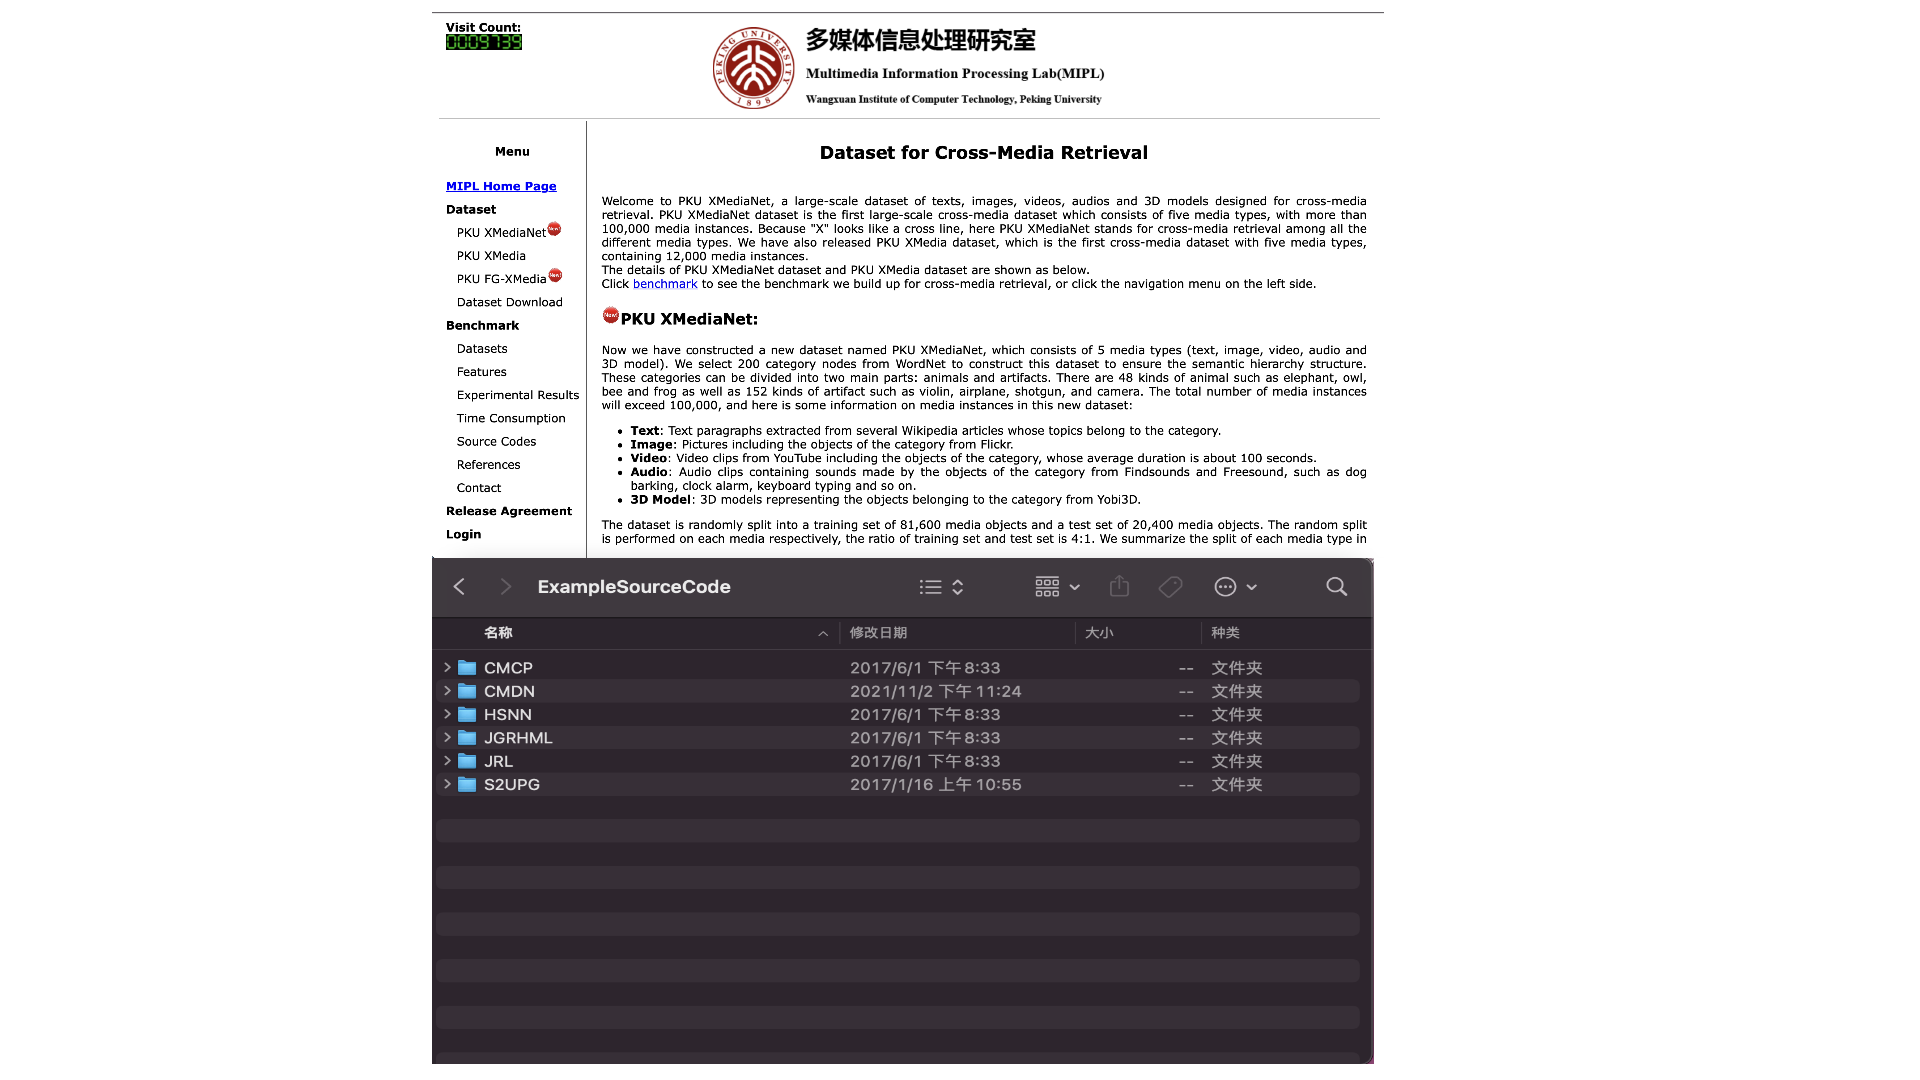 Visit Count:
0009739
PEKING UNIVERSITY
1898
多媒体信息处理研究室
Multimedia Information Processing Lab(MIPL)
Wangxuan Institute of Computer Technology, Peking University
Menu
MIPL Home Page
Dataset
PKU XMediaNet New!
PKU XMedia
PKU FG-XMedia New!
Dataset Download
Benchmark
Datasets
Features
Experimental Results
Time Consumption
Source Codes
References
Contact
Release Agreement
Login
Dataset for Cross-Media Retrieval
Welcome to PKU XMediaNet, a large-scale dataset of texts, images, videos, audios and 3D models designed for cross-media
retrieval. PKU XMediaNet dataset is the first large-scale cross-media dataset which consists of five media types, with more than
100,000 media instances. Because "X" looks like a cross line, here PKU XMediaNet stands for cross-media retrieval among all the
different media types. We have also released PKU XMedia dataset, which is the first cross-media dataset with five media types,
containing 12,000 media instances.
The details of PKU XMediaNet dataset and PKU XMedia dataset are shown as below.
Click benchmark to see the benchmark we build up for cross-media retrieval, or click the navigation menu on the left side.
New! PKU XMediaNet:
Now we have constructed a new dataset named PKU XMediaNet, which consists of 5 media types (text, image, video, audio and
3D model). We select 200 category nodes from WordNet to construct this dataset to ensure the semantic hierarchy structure.
These categories can be divided into two main parts: animals and artifacts. There are 48 kinds of animal such as elephant, owl,
bee and frog as well as 152 kinds of artifact such as violin, airplane, shotgun, and camera. The total number of media instances
will exceed 100,000, and here is some information on media instances in this new dataset:
• Text: Text paragraphs extracted from several Wikipedia articles whose topics belong to the category.
• Image: Pictures including the objects of the category from Flickr.
• Video: Video clips from YouTube including the objects of the category, whose average duration is about 100 seconds.
• Audio: Audio clips containing sounds made by the objects of the category from Findsounds and Freesound, such as dog
barking, clock alarm, keyboard typing and so on.
• 3D Model: 3D models representing the objects belonging to the category from Yobi3D.
The dataset is randomly split into a training set of 81,600 media objects and a test set of 20,400 media objects. The random split
is performed on each media respectively, the ratio of training set and test set is 4:1. We summarize the split of each media type in
ExampleSourceCode
名称 修改日期 大小 种类
CMCP 2017/6/1 下午8:33 -- 文件夹
CMDN 2021/11/2 下午 11:24 -- 文件夹
HSNN 2017/6/1 下午8:33 -- 文件夹
JGRHML 2017/6/1 下午8:33 -- 文件夹
JRL 2017/6/1 下午8:33 -- 文件夹
S2UPG 2017/1/16 上午 10:55 -- 文件夹